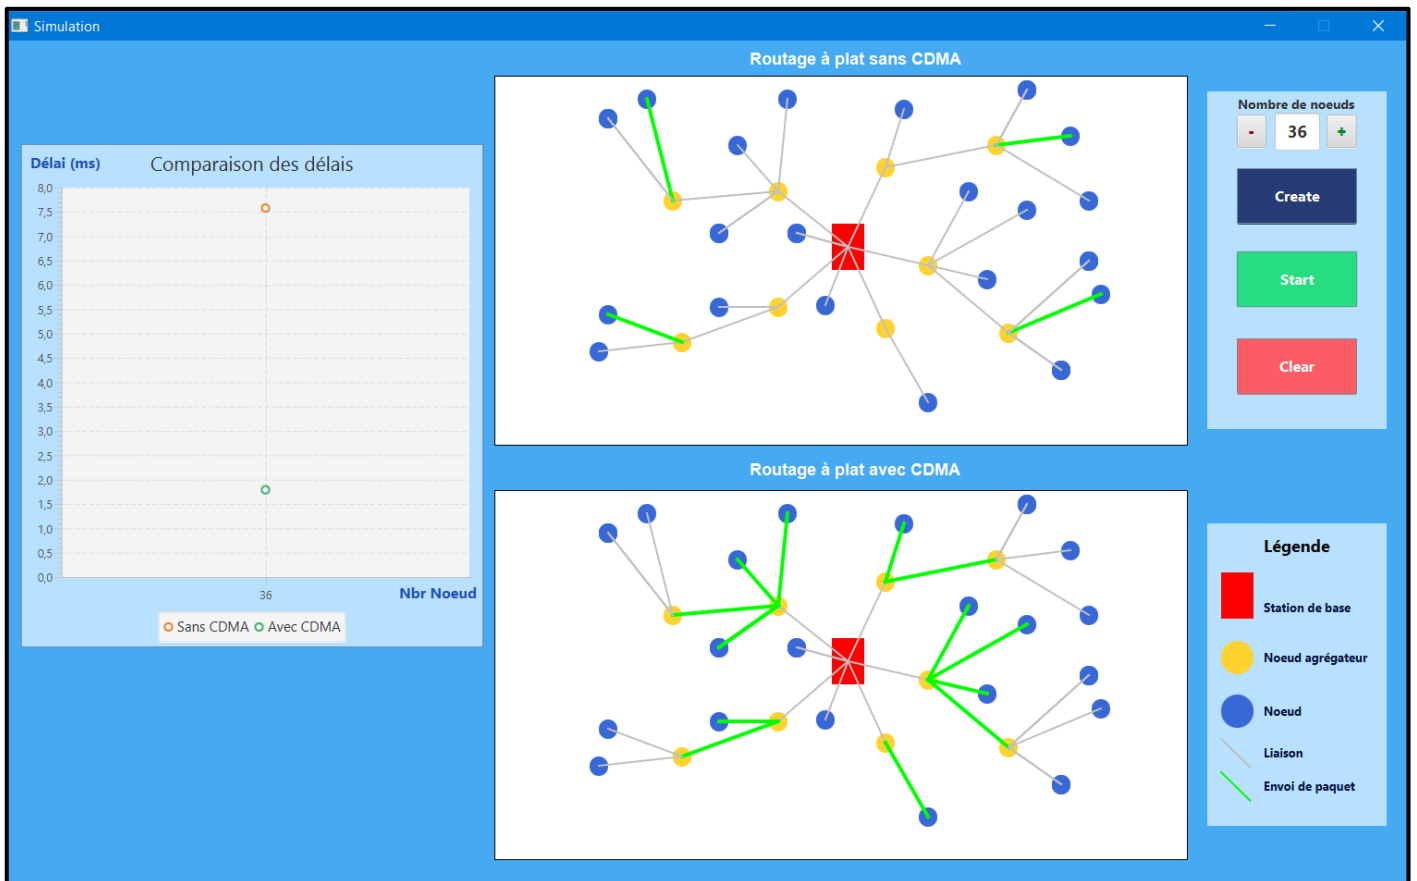 Simulation
Routage à plat sans CDMA
Délai (ms)
Comparaison des délais
8,0
7,5
7,0
6,5
6,0
5,5
5,0
4,5
4,0
3,5
3,0
2,5
2,0
1,5
1,0
0,5
0,0
36
Nbr Noeud
Sans CDMA Avec CDMA
Nombre de noeuds
- 36 +
Create
Start
Clear
Routage à plat avec CDMA
Légende
Station de base
Noeud agrégateur
Noeud
Liaison
Envoi de paquet